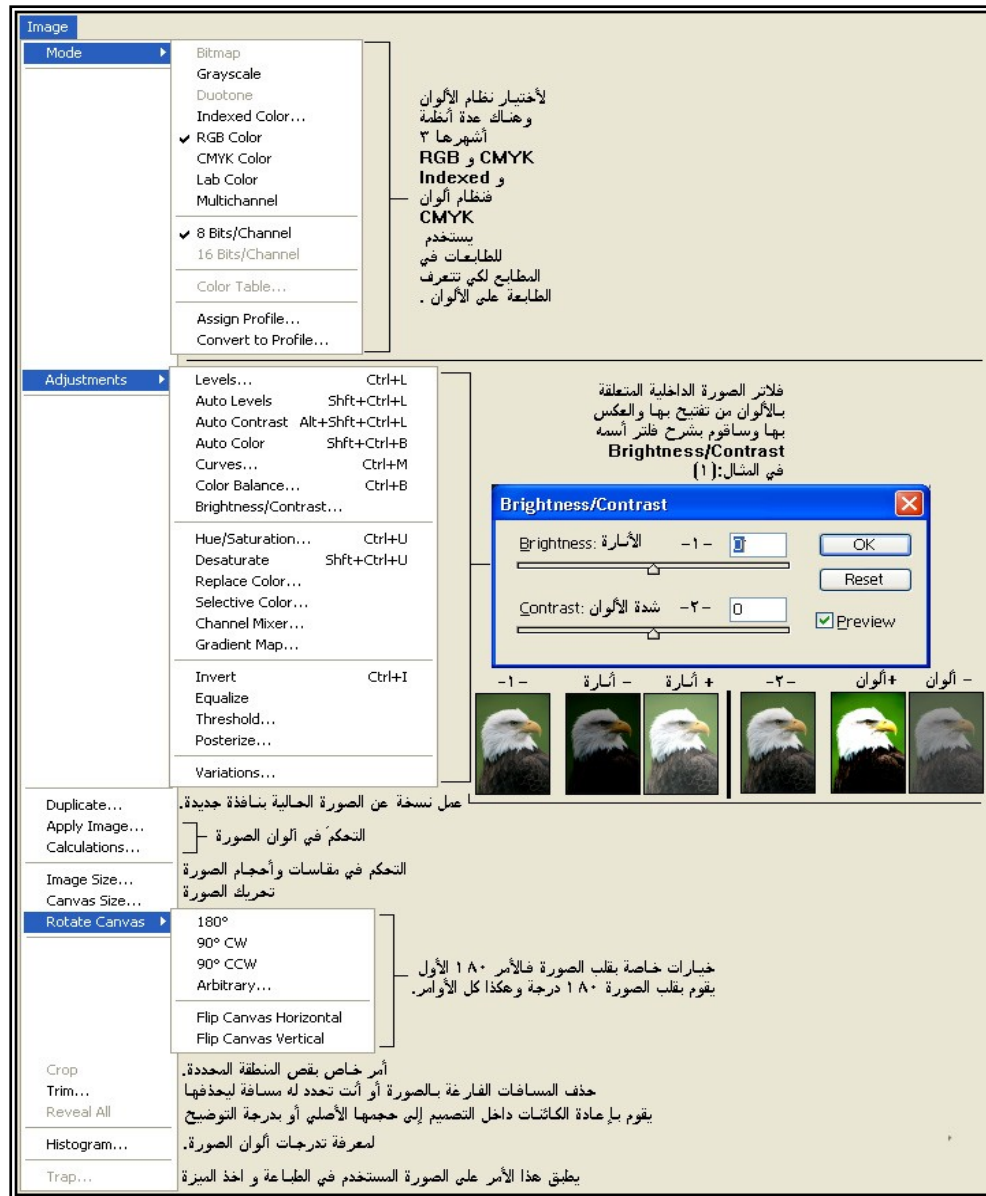 Image
Mode
Bitmap
Grayscale
Duotone
Indexed Color...
RGB Color
CMYK Color
Lab Color
Multichannel
8 Bits/Channel
16 Bits/Channel
Color Table...
Assign Profile...
Convert to Profile...
لأختيار نظام الألوان
وهناك عدة أنظمة
أشهرها ٣
CMYK و RGB
و Indexed
فنظام ألوان
CMYK
يستخدم
للطابعات في
المطابع لكي تتعرف
الطابعة على الألوان .
Adjustments
Levels... Ctrl+L
Auto Levels Shft+Ctrl+L
Auto Contrast Alt+Shft+Ctrl+L
Auto Color Shft+Ctrl+B
Curves... Ctrl+M
Color Balance... Ctrl+B
Brightness/Contrast...
Hue/Saturation... Ctrl+U
Desaturate Shft+Ctrl+U
Replace Color...
Selective Color...
Channel Mixer...
Gradient Map...
Invert Ctrl+I
Equalize
Threshold...
Posterize...
Variations...
فلاتر الصورة الداخلية المتعلقة
بالألوان من تفتيح بها والعكس
بها وساقوم بشرح فلتر أسمه
Brightness/Contrast
في المثال:(١)
Brightness/Contrast
Brightness: الأنارة -١- 0
OK
Reset
Contrast: شدة الألوان -٢- 0
Preview
-١- - أنارة + أنارة -٢- +ألوان - ألوان
Duplicate... عمل نسخة عن الصورة الحالية بنافذة جديدة.
Apply Image...
Calculations...
التحكم في ألوان الصورة
Image Size... التحكم في مقاسات وأحجام الصورة
Canvas Size... تحريك الصورة
Rotate Canvas
180°
90° CW
90° CCW
Arbitrary...
Flip Canvas Horizontal
Flip Canvas Vertical
خيارات خاصة بقلب الصورة فالأمر ١٨٠ الأول
يقوم بقلب الصورة ١٨٠ درجة وهكذا كل الأوامر.
Crop أمر خاص بقص المنطقة المحددة.
Trim... حذف المسافات الفارغة بالصورة أو أنت تحدد له مسافة ليحذفها
Reveal All يقوم بإعادة الكائنات داخل التصميم إلى حجمها الأصلي أو بدرجة التوضيح
Histogram... لمعرفة تدرجات ألوان الصورة.
Trap... يطبق هذا الأمر على الصورة المستخدم في الطباعة و اخذ الميزة